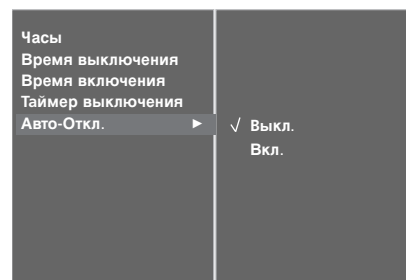 Часы
Время выключения
Время включения
Таймер выключения
Авто-Откл. ►
√ Выкл.
Вкл.